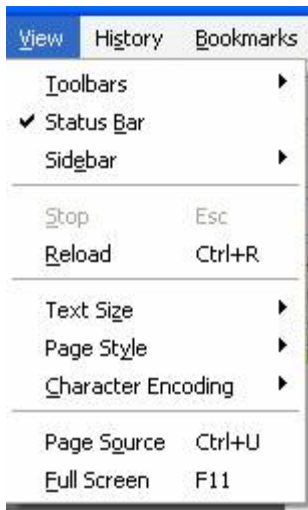 View History Bookmarks
Toolbars
Status Bar
Sidebar
Stop Esc
Reload Ctrl+R
Text Size
Page Style
Character Encoding
Page Source Ctrl+U
Full Screen F11